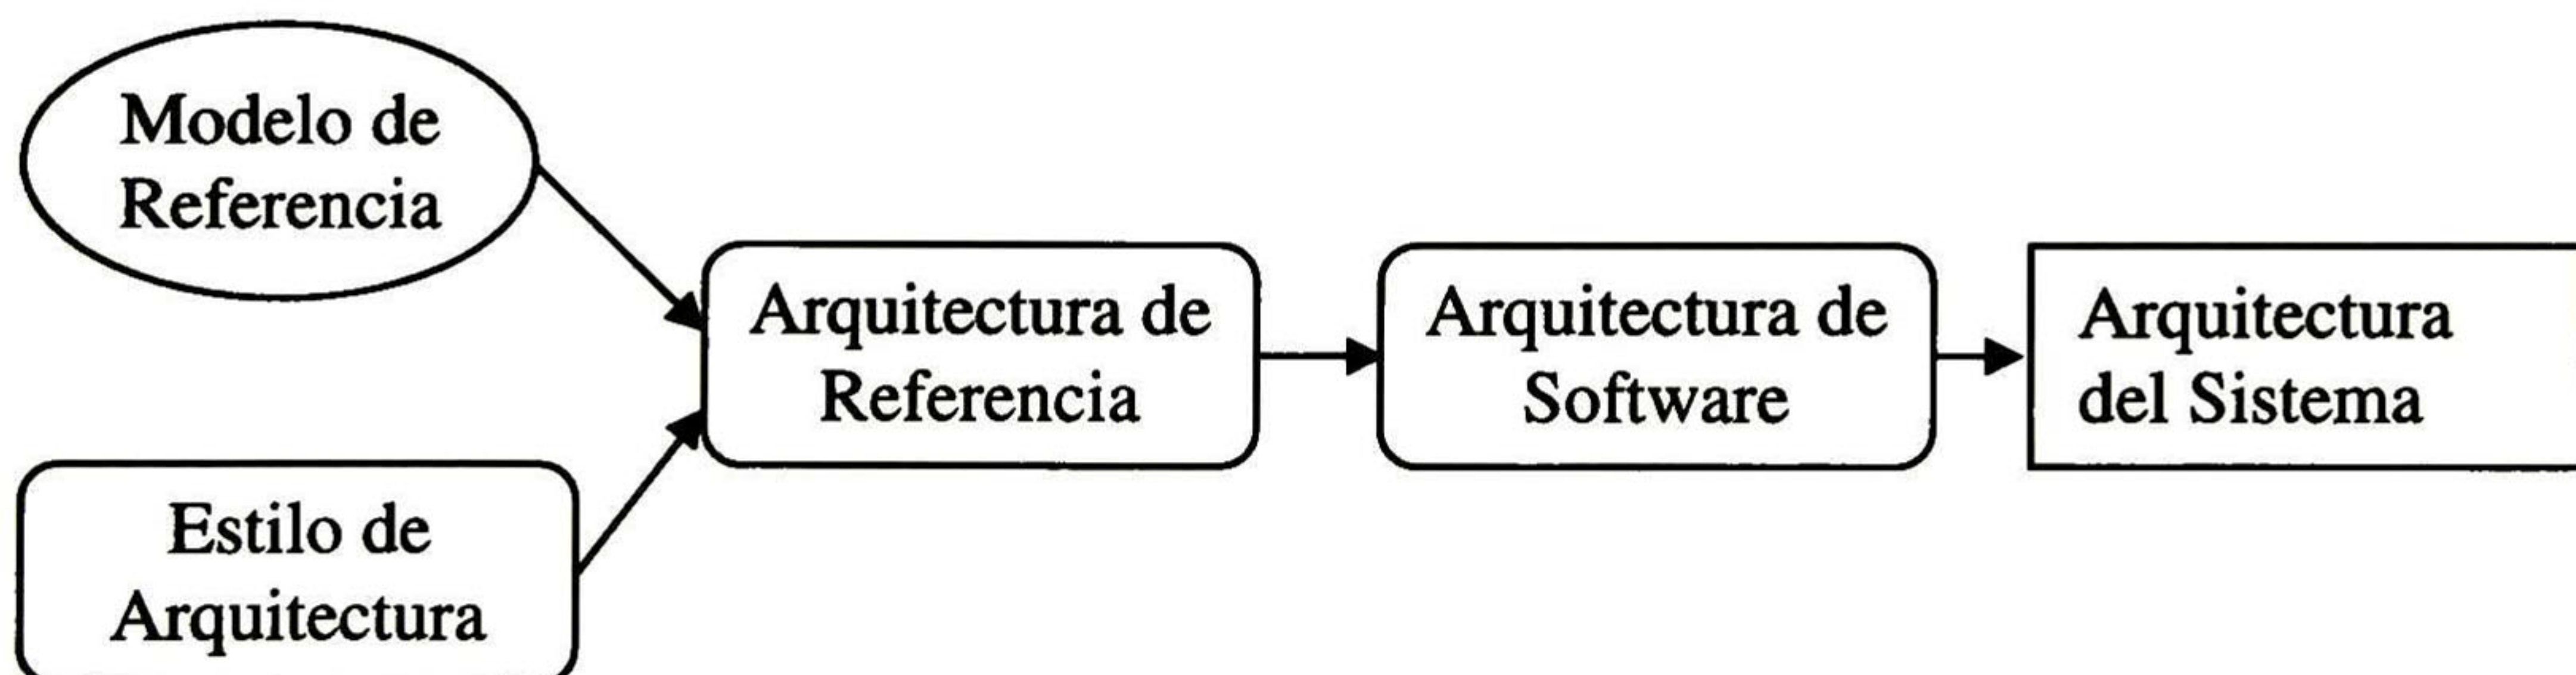 Modelo de
Referencia
Estilo de
Arquitectura
Arquitectura de
Referencia
Arquitectura de
Software
Arquitectura
del Sistema